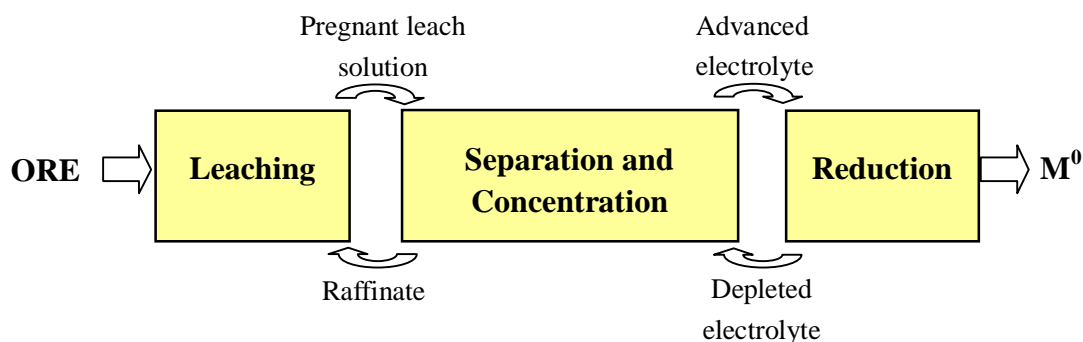 Pregnant leach
solution
Advanced
electrolyte
ORE
Leaching
Separation and
Concentration
Reduction
M⁰
Raffinate
Depleted
electrolyte